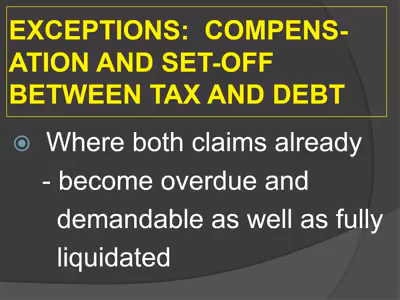 EXCEPTIONS: COMPENS-
ATION AND SET-OFF
BETWEEN TAX AND DEBT
Where both claims already
- become overdue and
demandable as well as fully
liquidated